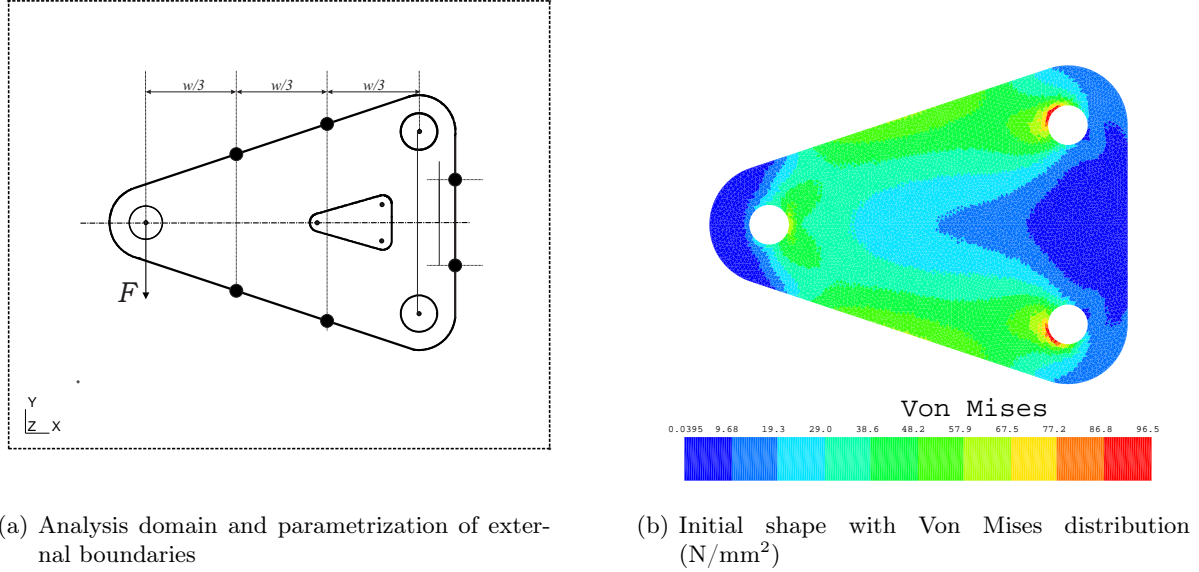 w/3 w/3 w/3
F
Y
Z X
Von Mises
0.0395 9.68 19.3 29.0 38.6 48.2 57.9 67.5 77.2 86.8 96.5
a) Analysis domain and parametrization of exter-
nal boundaries
(b) Initial shape with Von Mises distribution
(N/mm²)